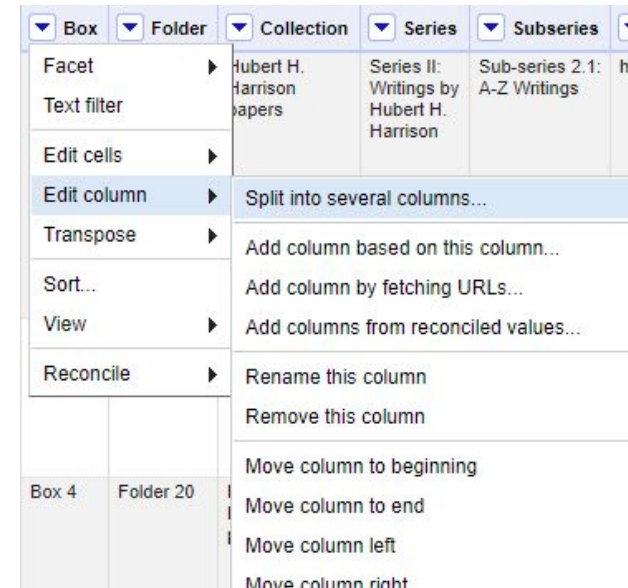 Box Folder Collection Series Subseries
Facet
Text filter
Edit cells
Edit column
Transpose
Sort...
View
Reconcile
Hubert H.
Harrison
papers
Series II:
Writings by
Hubert H.
Harrison
Sub-series 2.1:
A-Z Writings
h
Split into several columns...
Add column based on this column...
Add column by fetching URLs...
Add columns from reconciled values...
Rename this column
Remove this column
Move column to beginning
Move column to end
Move column left
Move column right
Box 4 Folder 20